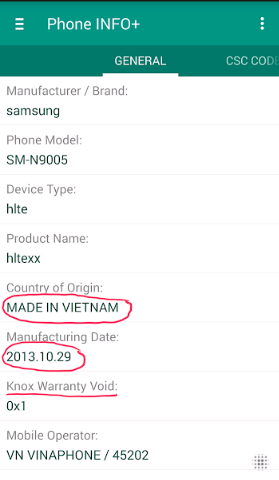 Phone INFO+
GENERAL
CSC COD
Manufacturer / Brand:
samsung
Phone Model:
SM-N9005
Device Type:
hlte
Product Name:
hltexx
Country of Origin:
MADE IN VIETNAM
Manufacturing Date:
2013.10.29
Knox Warranty Void:
0x1
Mobile Operator:
VN VINAPHONE / 45202